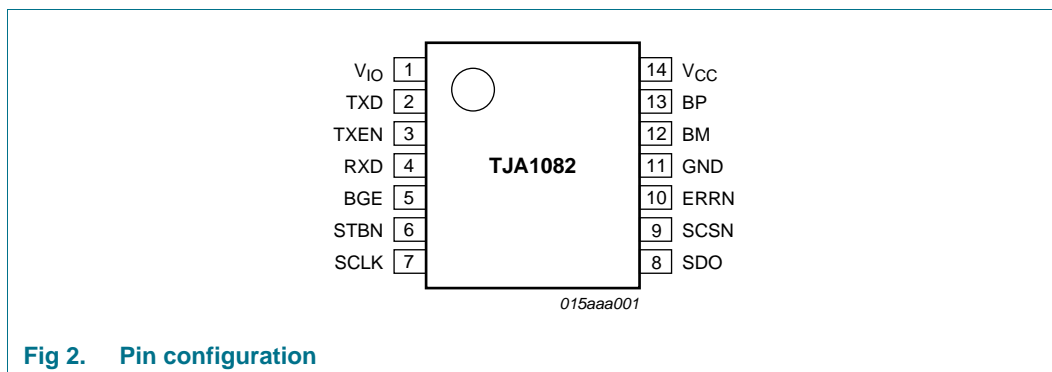 V_IO 1 14 V_CC
TXD 2 13 BP
TXEN 3 12 BM
RXD 4 TJA1082 11 GND
BGE 5 10 ERRN
STBN 6 9 SCSN
SCLK 7 8 SDO
015aaa001
Fig 2. Pin configuration